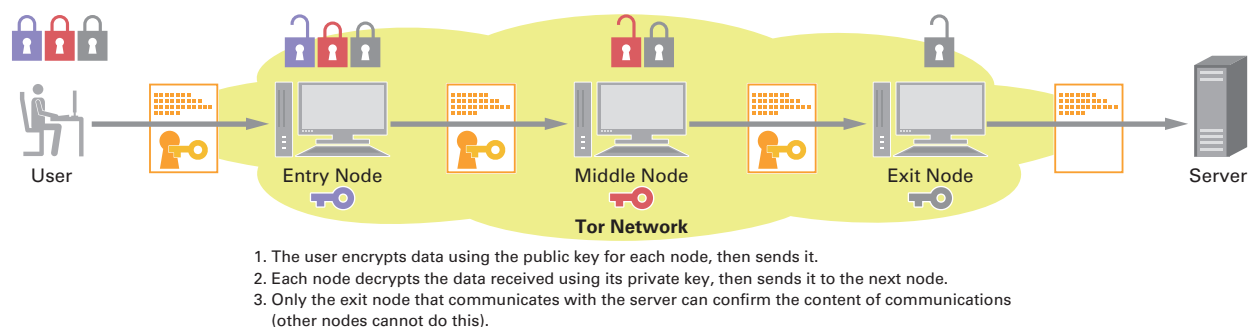 User
Entry Node
Middle Node
Exit Node
Server
Tor Network
1. The user encrypts data using the public key for each node, then sends it.
2. Each node decrypts the data received using its private key, then sends it to the next node.
3. Only the exit node that communicates with the server can confirm the content of communications
(other nodes cannot do this).